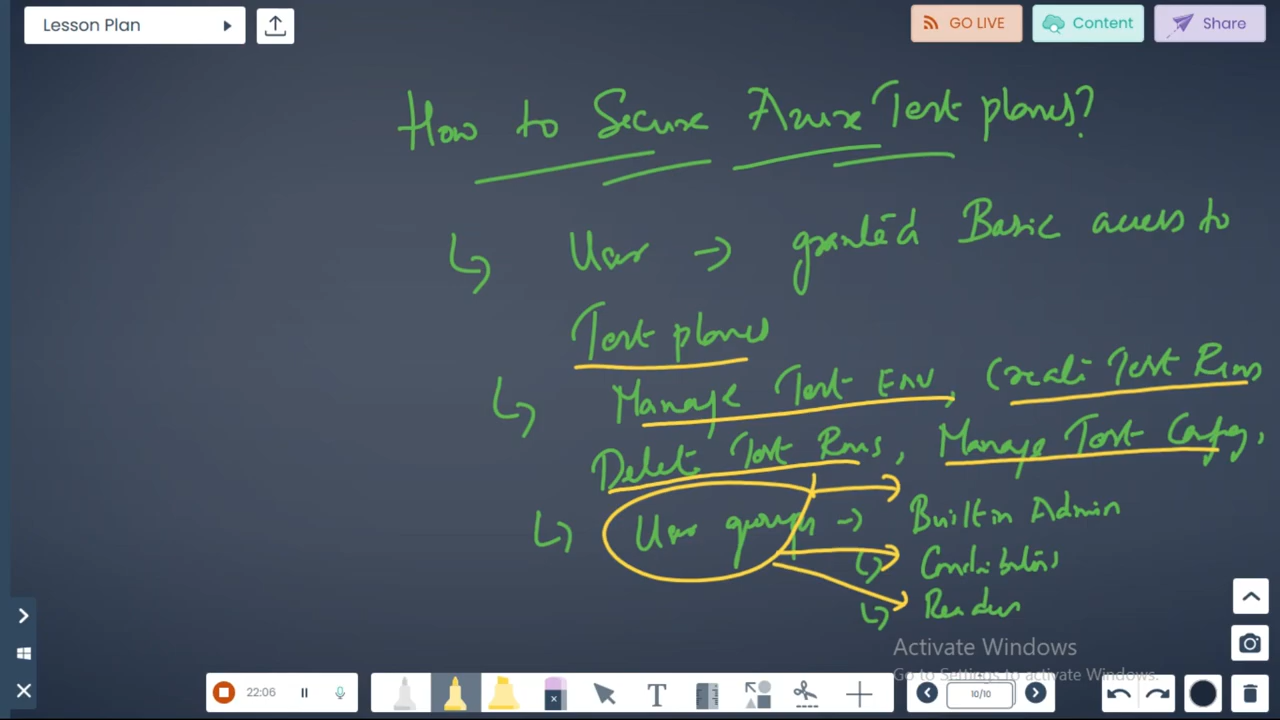 Lesson Plan
GO LIVE
Content
Share
How to Secure Azure Test planes?
User → granted Basic access to
Test planes
Manage Test Env, Create Test Runs
Delete Test Runs, Manage Test Config,
User groups → Builtin Admin
Contributors
Readers
Activate Windows
Go to Settings to activate Windows.
22:06
T
10/10